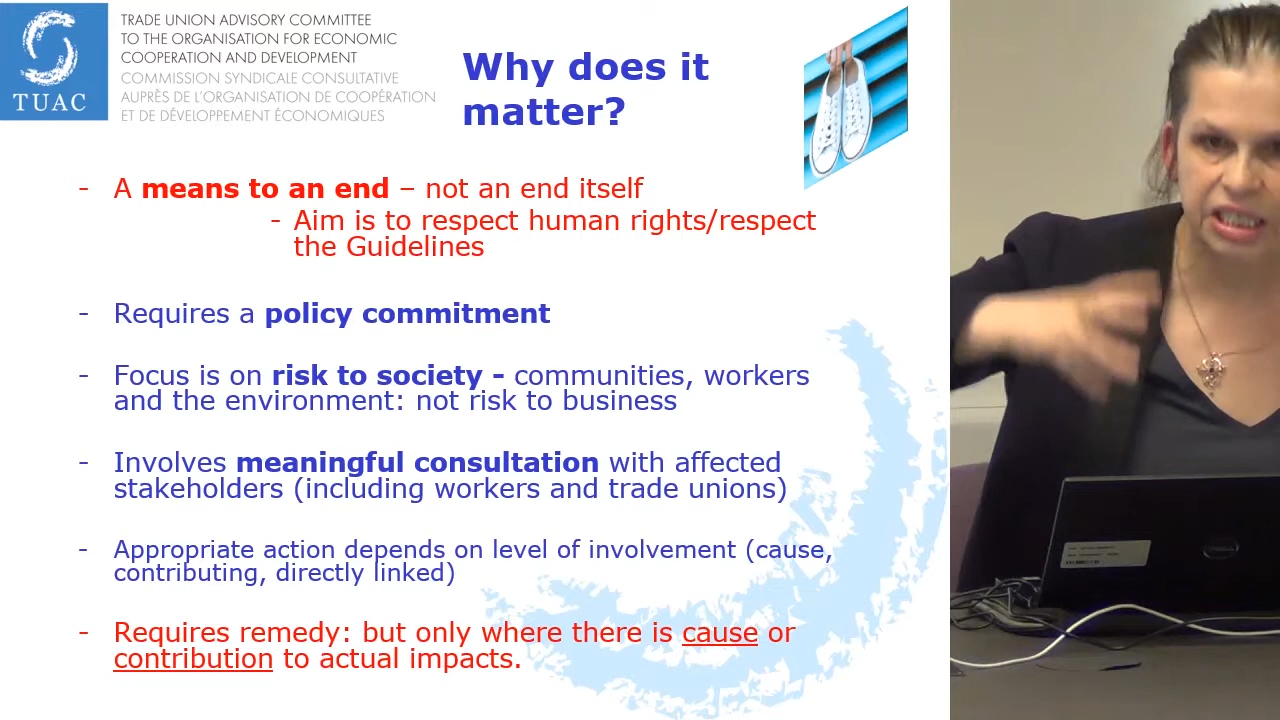 TRADE UNION ADVISORY COMMITTEE
TO THE ORGANISATION FOR ECONOMIC
COOPERATION AND DEVELOPMENT
COMMISSION SYNDICALE CONSULTATIVE
AUPRÈS DE L'ORGANISATION DE COOPÉRATION
ET DE DÉVELOPPEMENT ÉCONOMIQUES
TUAC
Why does it
matter?
- A means to an end – not an end itself
- Aim is to respect human rights/respect
the Guidelines
- Requires a policy commitment
- Focus is on risk to society - communities, workers
and the environment: not risk to business
- Involves meaningful consultation with affected
stakeholders (including workers and trade unions)
- Appropriate action depends on level of involvement (cause,
contributing, directly linked)
- Requires remedy: but only where there is cause or
contribution to actual impacts.